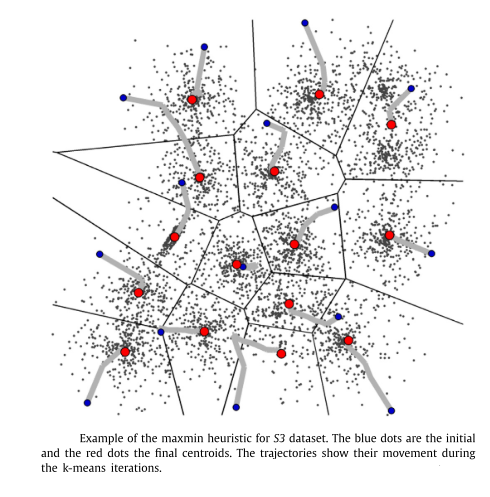 Example of the maxmin heuristic for S3 dataset. The blue dots are the initial
and the red dots the final centroids. The trajectories show their movement during
the k-means iterations.